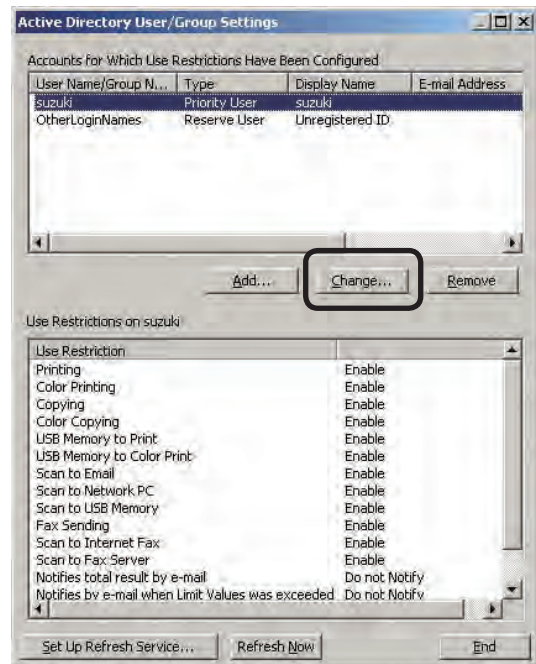 Active Directory User/Group Settings
Accounts for Which Use Restrictions Have Been Configured
User Name/Group N... Type Display Name E-mail Address
suzuki Priority User suzuki
OtherLoginNames Reserve User Unregistered ID
Add... Change... Remove
Use Restrictions on suzuki
Use Restriction
Printing Enable
Color Printing Enable
Copying Enable
Color Copying Enable
USB Memory to Print Enable
USB Memory to Color Print Enable
Scan to Email Enable
Scan to Network PC Enable
Scan to USB Memory Enable
Fax Sending Enable
Scan to Internet Fax Enable
Scan to Fax Server Enable
Notifies total result by e-mail Do not Notify
Notifies by e-mail when Limit Values was exceeded Do not Notify
Set Up Refresh Service... Refresh Now End